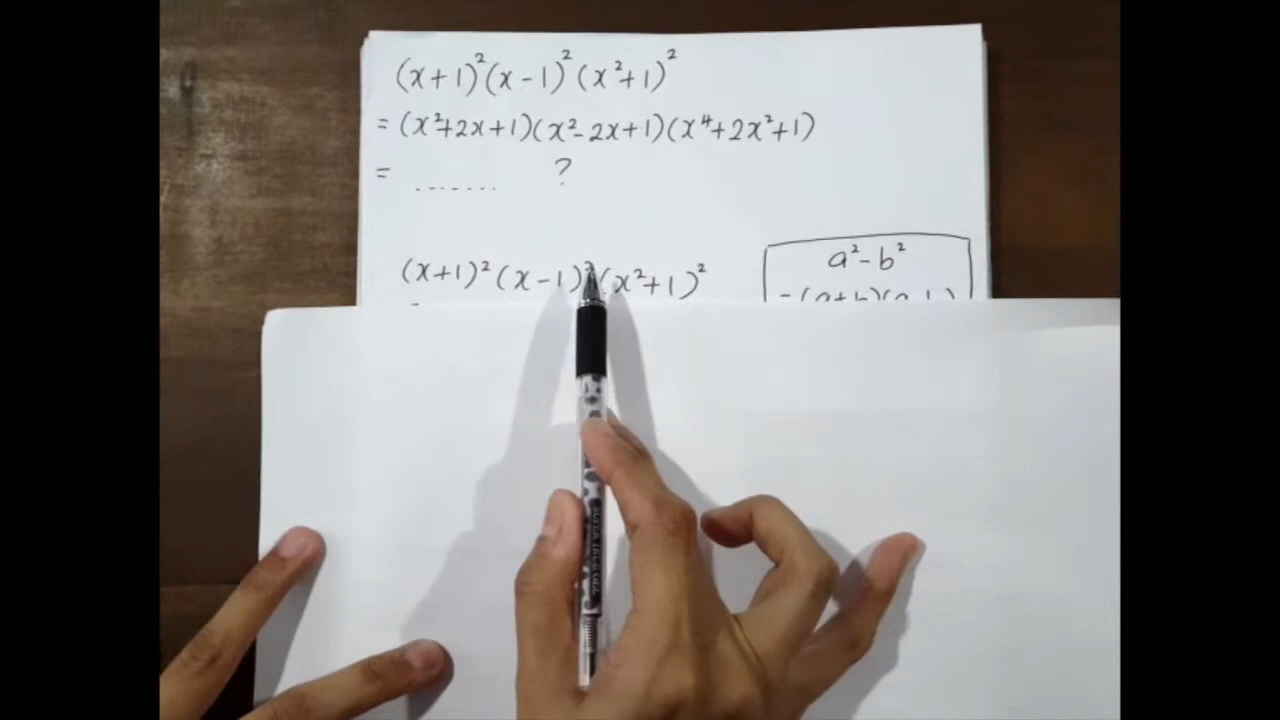 (x+1)²(x-1)²(x²+1)²
= (x²+2x+1)(x²-2x+1)(x⁴+2x²+1)
= ....... ?
(x+1)²(x-1)²(x²+1)²
a²-b²
=(a+b)(a-b)